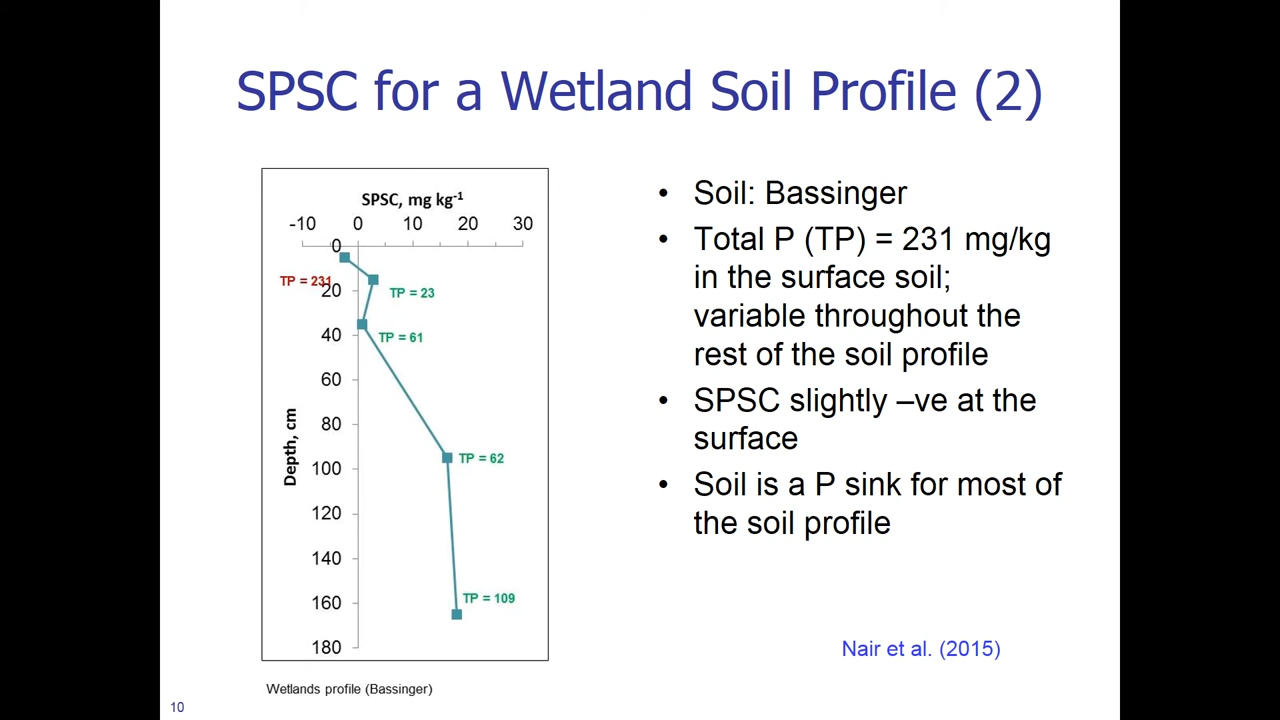 SPSC for a Wetland Soil Profile (2)
SPSC, mg kg-1
-10 0 10 20 30
0
TP = 231
20
TP = 23
40
TP = 61
60
80
Depth, cm
100
TP = 62
120
140
160
TP = 109
180
Wetlands profile (Bassinger)
• Soil: Bassinger
• Total P (TP) = 231 mg/kg
in the surface soil;
variable throughout the
rest of the soil profile
• SPSC slightly –ve at the
surface
• Soil is a P sink for most of
the soil profile
Nair et al. (2015)
10